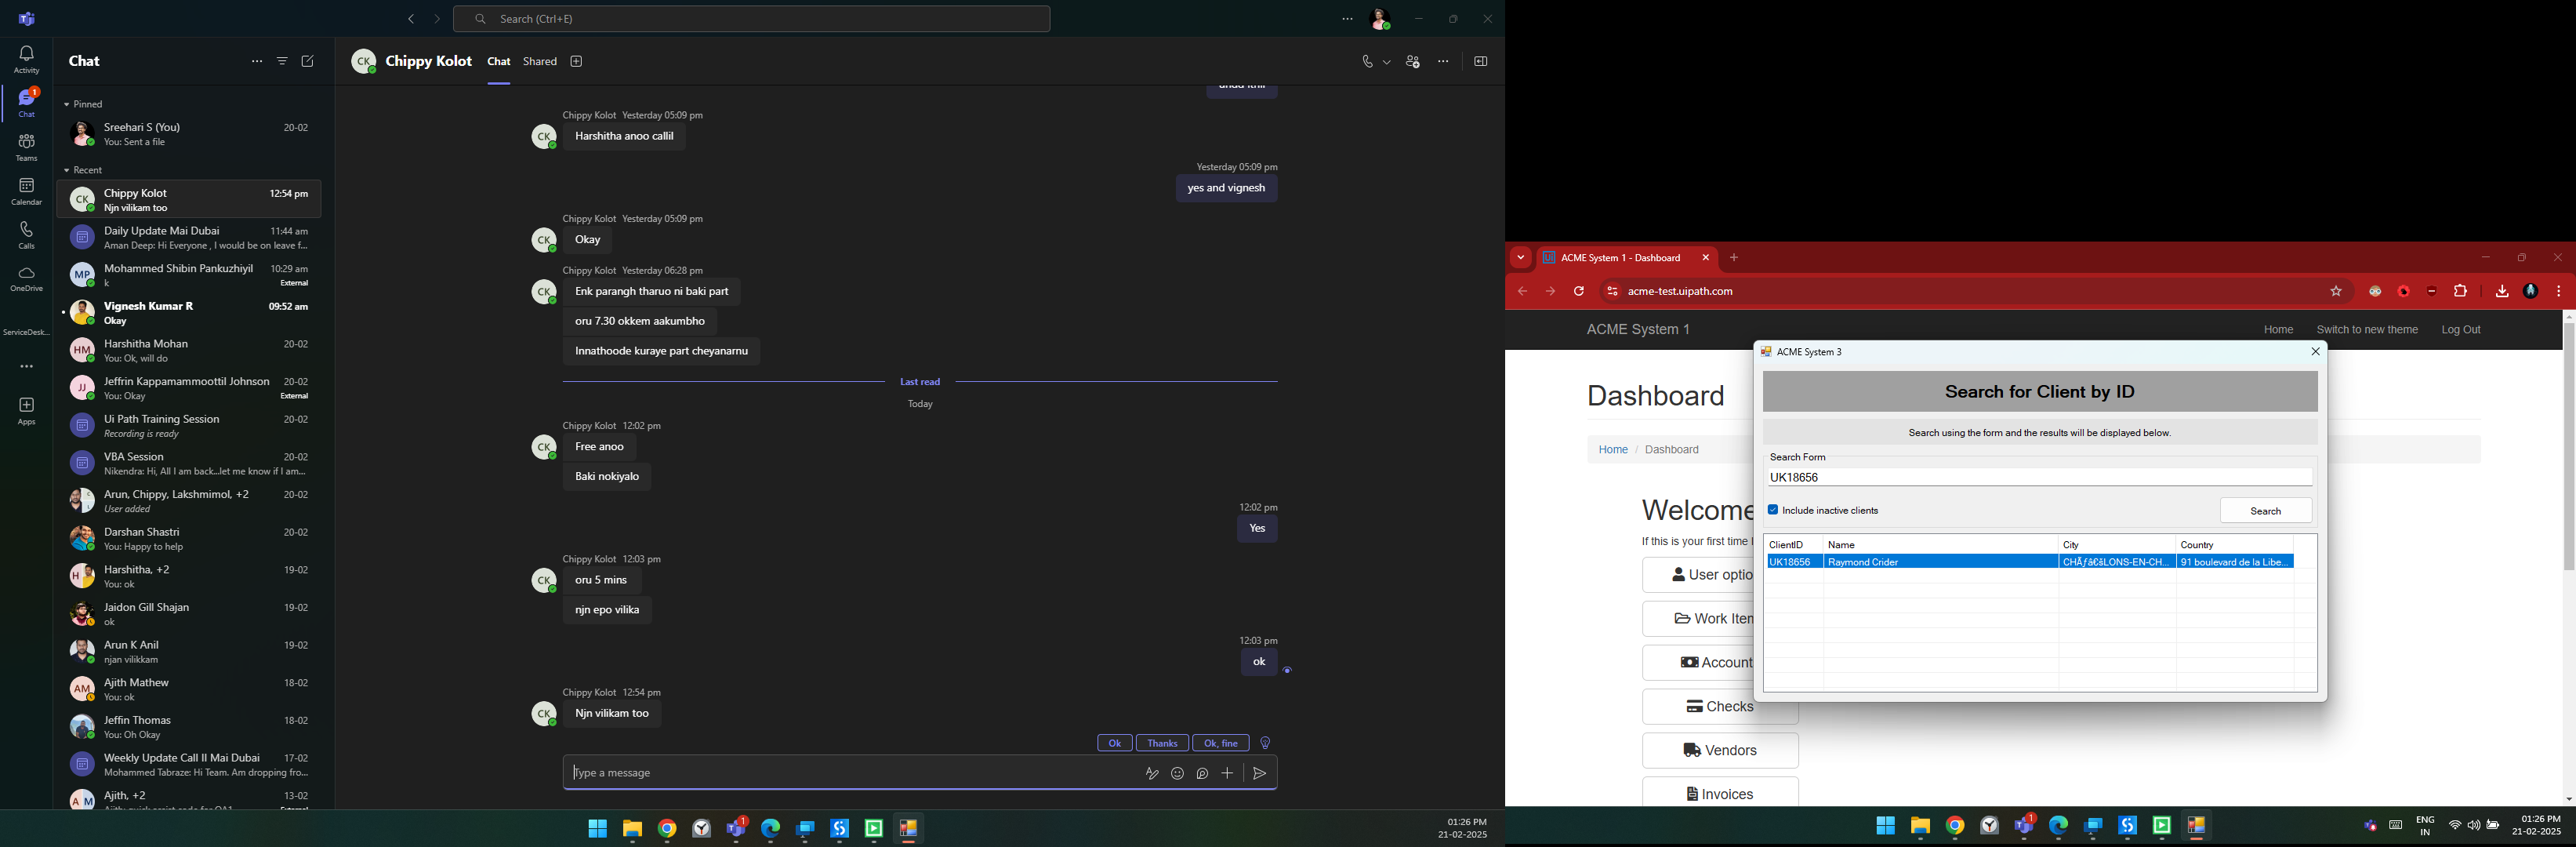 Search (Ctrl+E)
Activity
Chat
1
Teams
Calendar
Calls
OneDrive
ServiceDesk...
Apps
Chat
Pinned
Sreehari S (You) 20-02
You: Sent a file
Recent
CK Chippy Kolot 12:54 pm
Njn vilikam too
Daily Update Mai Dubai 11:44 am
Aman Deep: Hi Everyone , I would be on leave f...
MP Mohammed Shibin Pankuzhiyil 10:29 am
k External
Vignesh Kumar R 09:52 am
Okay
HM Harshitha Mohan 20-02
You: Ok, will do
JJ Jeffrin Kappamammoottil Johnson 20-02
You: Okay External
Ui Path Training Session 20-02
Recording is ready
VBA Session 20-02
Nikendra: Hi, All I am back...let me know if I am...
Arun, Chippy, Lakshmimol, +2 20-02
User added
Darshan Shastri 20-02
You: Happy to help
H Harshitha, +2 19-02
You: ok
Jaidon Gill Shajan 19-02
ok
Arun K Anil 19-02
njan vilikkam
AM Ajith Mathew 18-02
You: ok
Jeffin Thomas 18-02
You: Oh Okay
Weekly Update Call II Mai Dubai 17-02
Mohammed Tabraze: Hi Team. Am dropping fro...
A M Ajith, +2 13-02
CK Chippy Kolot Chat Shared
Chippy Kolot Yesterday 05:09 pm
CK Harshitha anoo callil
Yesterday 05:09 pm
yes and vignesh
Chippy Kolot Yesterday 05:09 pm
CK Okay
Chippy Kolot Yesterday 06:28 pm
CK Enk parangh tharuo ni baki part
oru 7.30 okkem aakumbho
Innathoode kuraye part cheyanarnu
Last read
Today
Chippy Kolot 12:02 pm
CK Free anoo
Baki nokiyalo
12:02 pm
Yes
Chippy Kolot 12:03 pm
CK oru 5 mins
njn epo vilika
12:03 pm
ok
Chippy Kolot 12:54 pm
CK Njn vilikam too
Ok Thanks Ok, fine
Type a message
1
01:26 PM
21-02-2025
ACME System 1 - Dashboard
acme-test.uipath.com
ACME System 1 Home Switch to new theme Log Out
Dashboard
Home / Dashboard
Welcome
If this is your first time
User optio
Work Iten
Account
Checks
Vendors
Invoices
ACME System 3
Search for Client by ID
Search using the form and the results will be displayed below.
Search Form
UK18656
Include inactive clients Search
ClientID Name City Country
UK18656 Raymond Crider CHÃƒâ€šLONS-EN-CH... 91 boulevard de la Libe...
1
ENG
IN
01:26 PM
21-02-2025